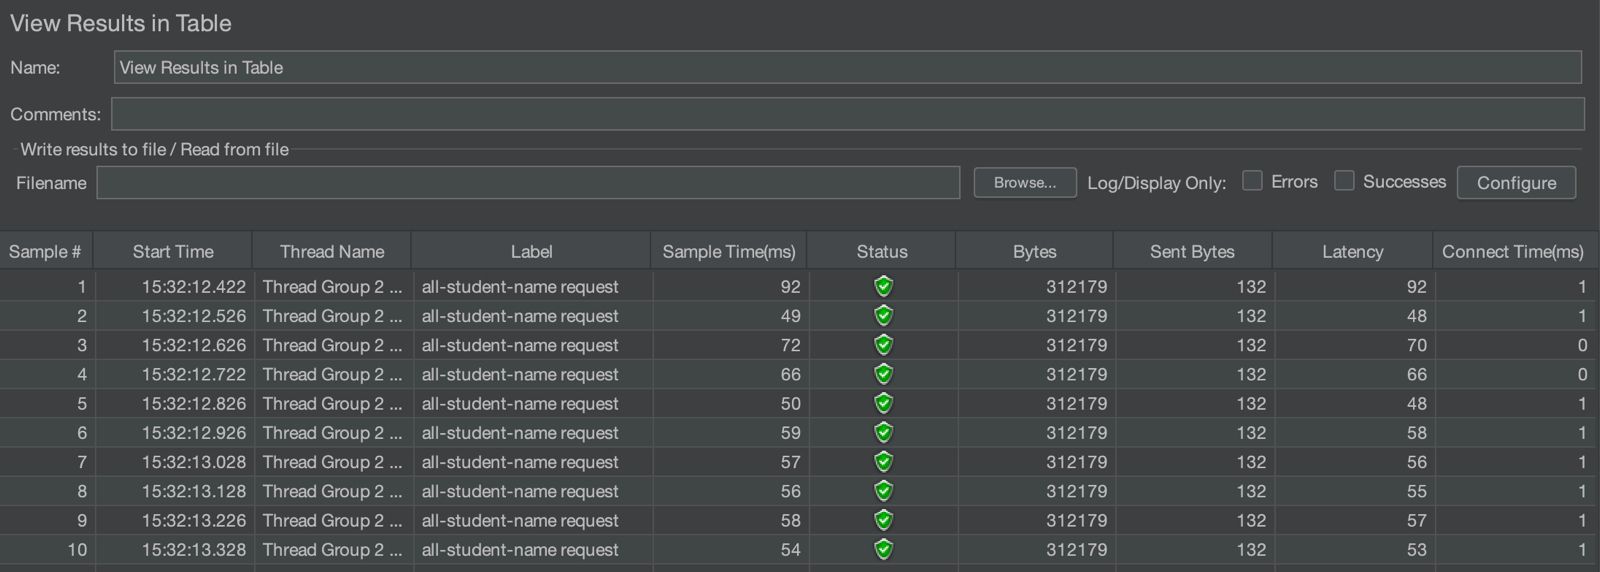 View Results in Table
Name: View Results in Table
Comments:
Write results to file / Read from file
Filename Browse... Log/Display Only: Errors Successes Configure
Sample # Start Time Thread Name Label Sample Time(ms) Status Bytes Sent Bytes Latency Connect Time(ms)
1 15:32:12.422 Thread Group 2 ... all-student-name request 92 312179 132 92 1
2 15:32:12.526 Thread Group 2 ... all-student-name request 49 312179 132 48 1
3 15:32:12.626 Thread Group 2 ... all-student-name request 72 312179 132 70 0
4 15:32:12.722 Thread Group 2 ... all-student-name request 66 312179 132 66 0
5 15:32:12.826 Thread Group 2 ... all-student-name request 50 312179 132 48 1
6 15:32:12.926 Thread Group 2 ... all-student-name request 59 312179 132 58 1
7 15:32:13.028 Thread Group 2 ... all-student-name request 57 312179 132 56 1
8 15:32:13.128 Thread Group 2 ... all-student-name request 56 312179 132 55 1
9 15:32:13.226 Thread Group 2 ... all-student-name request 58 312179 132 57 1
10 15:32:13.328 Thread Group 2 ... all-student-name request 54 312179 132 53 1